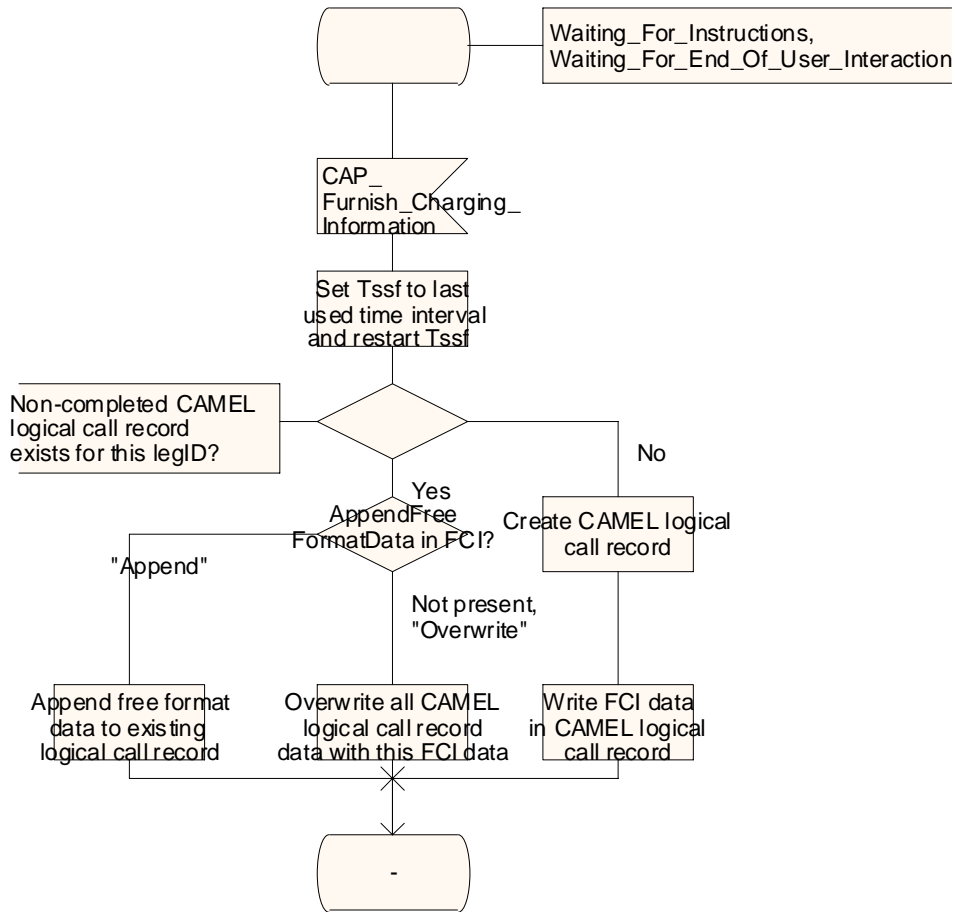 Waiting_For_Instructions,
Waiting_For_End_Of_User_Interaction
CAP_
Furnish_Charging_
Information
Set Tssf to last
used time interval
and restart Tssf
Non-completed CAMEL
logical call record
exists for this legID?
No
Yes
AppendFree
FormatData in FCI?
Create CAMEL logical
call record
"Append"
Not present,
"Overwrite"
Append free format
data to existing
logical call record
Overwrite all CAMEL
logical call record
data with this FCI data
Write FCI data
in CAMEL logical
call record
-